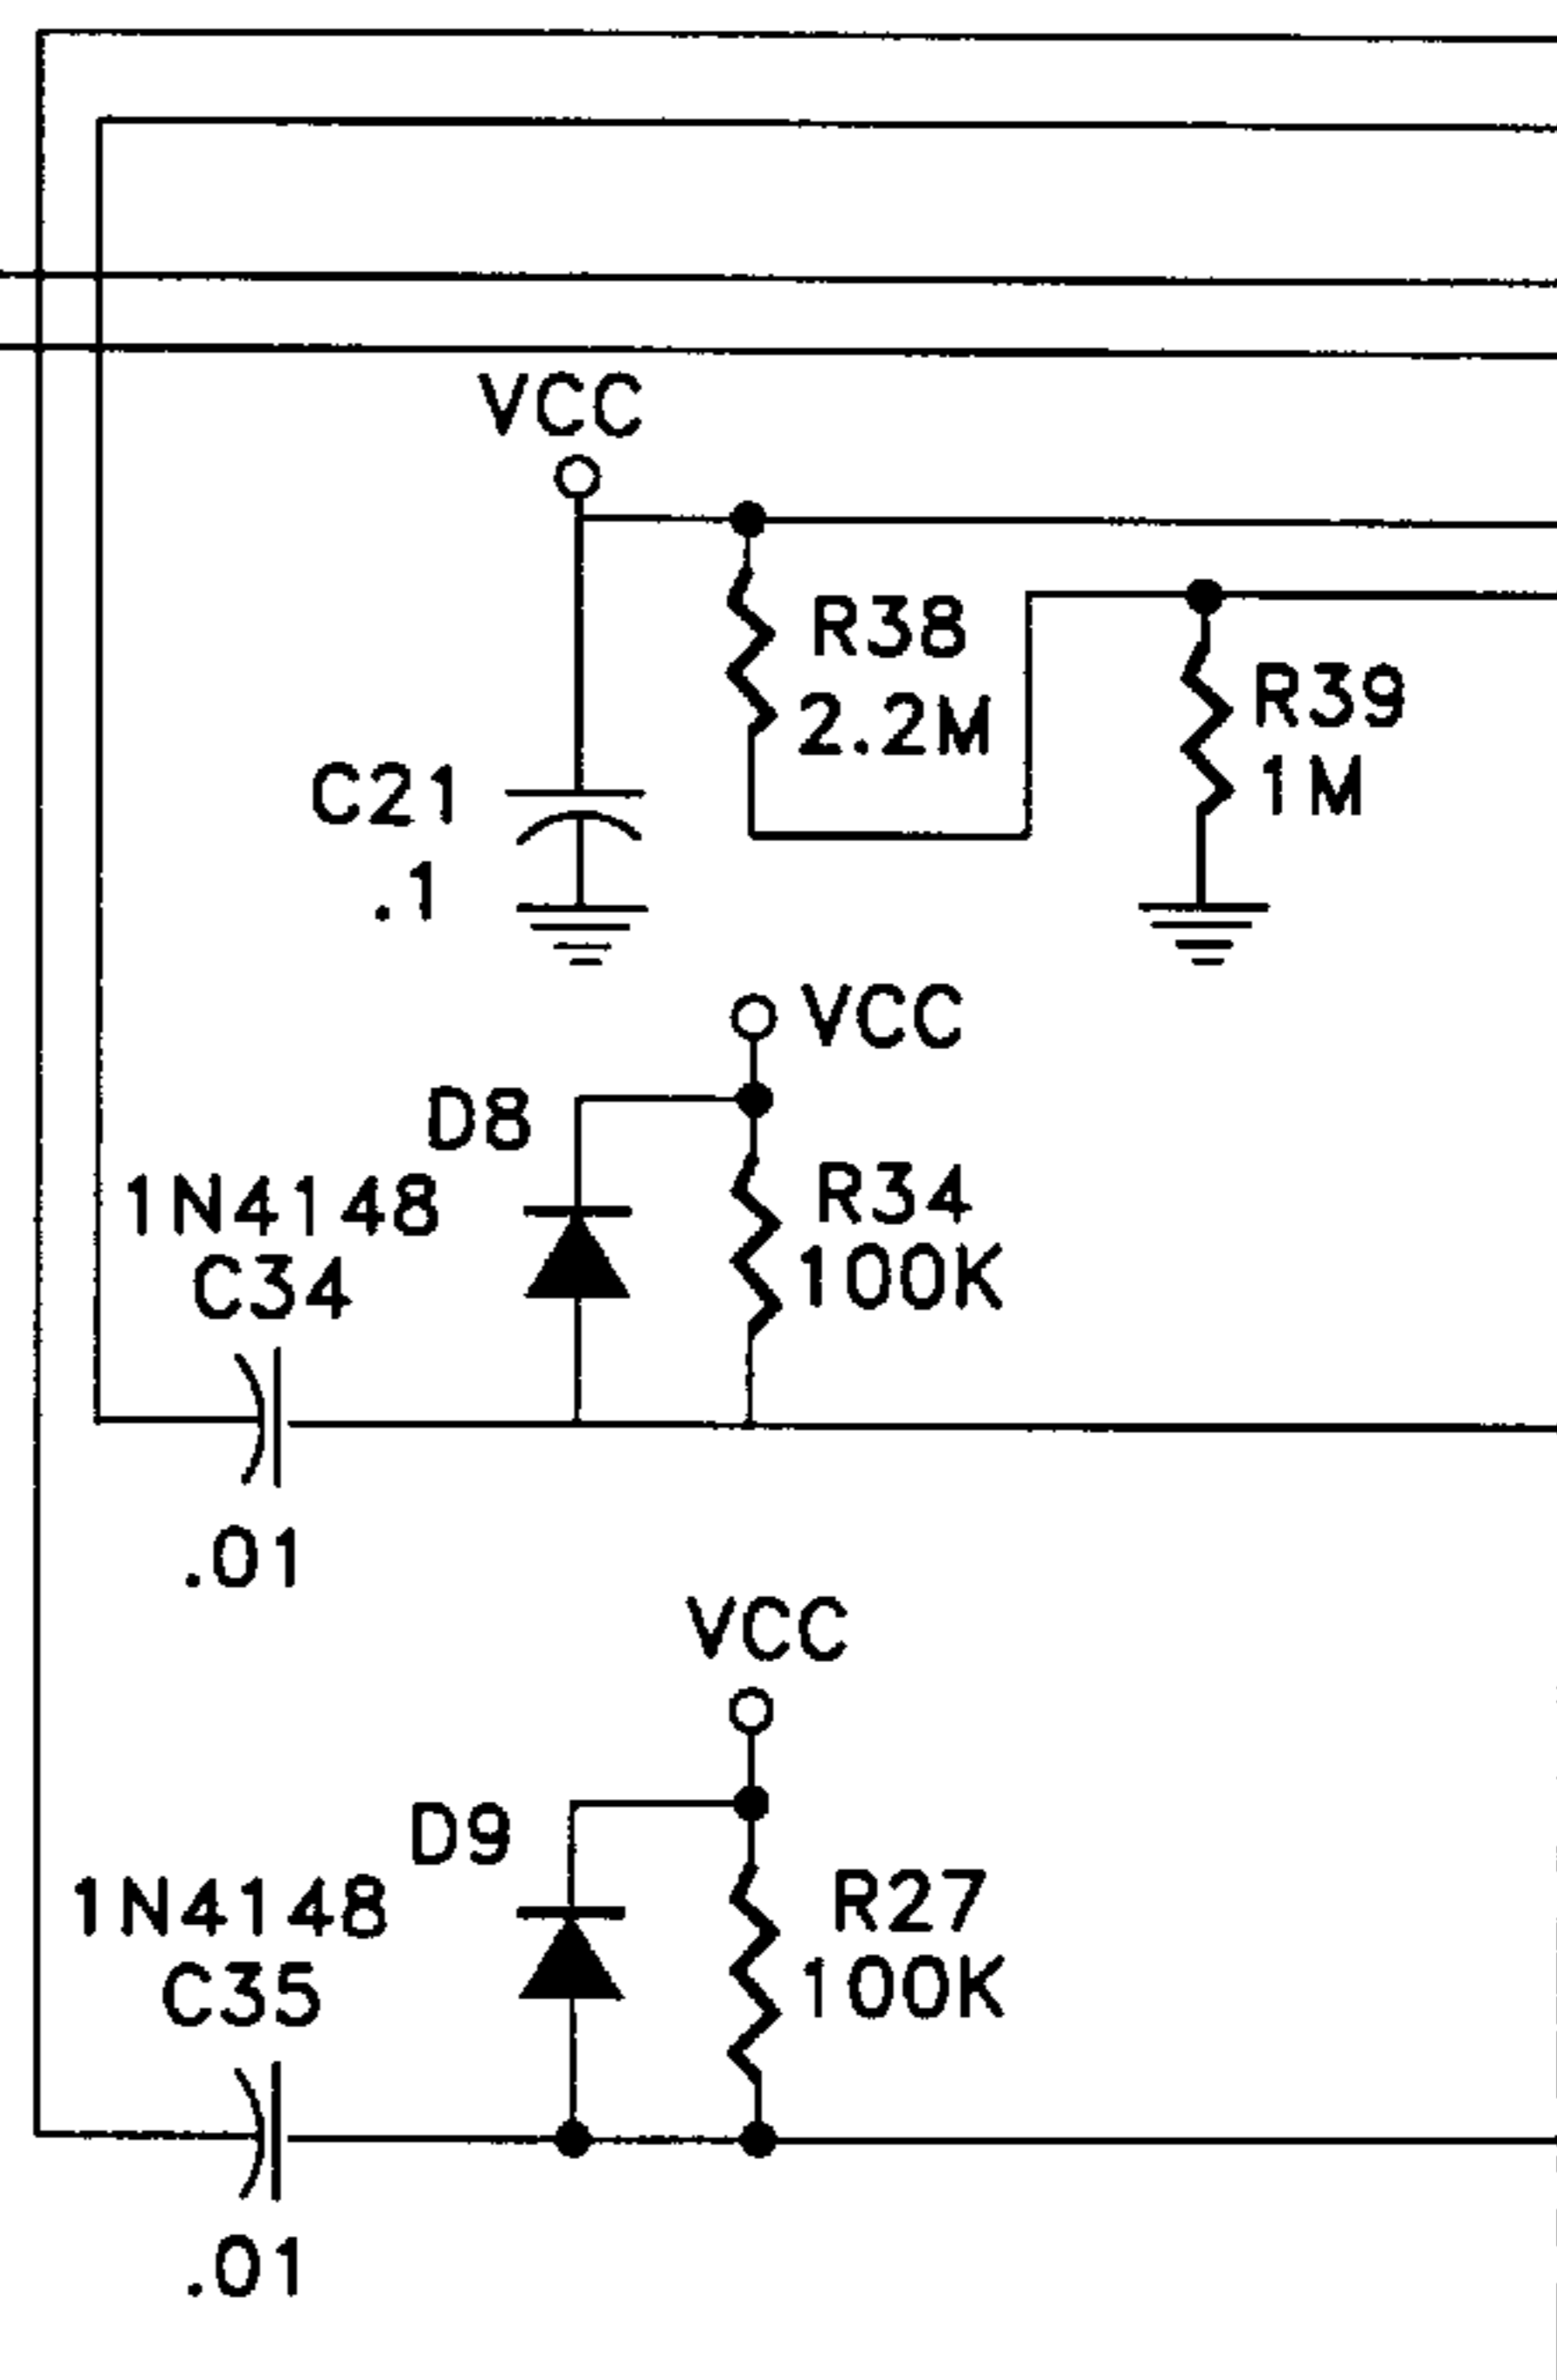 VCC
R38
2.2M
R39
1M
C21
.1
VCC
D8
1N4148
C34
R34
100K
.01
VCC
D9
1N4148
C35
R27
100K
.01